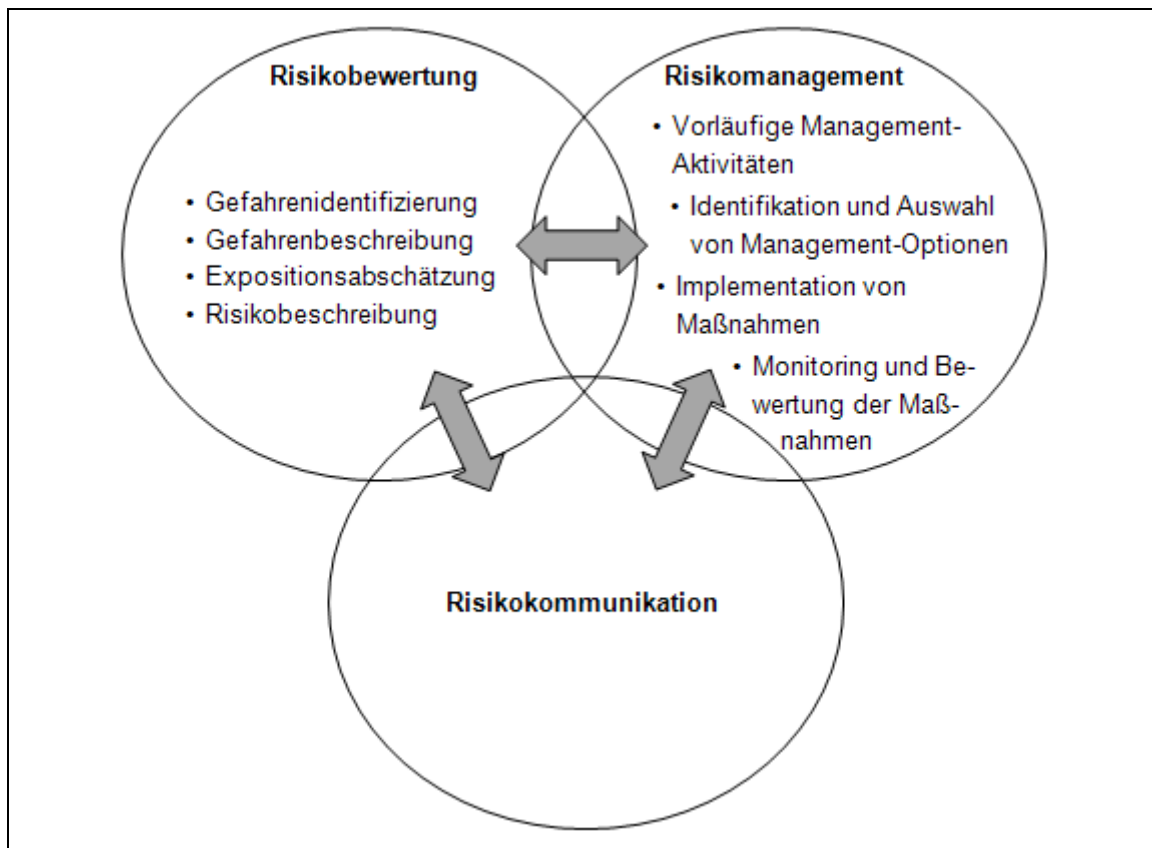 Risikobewertung
• Gefahrenidentifizierung
• Gefahrenbeschreibung
• Expositionsabschätzung
• Risikobeschreibung
Risikomanagement
• Vorläufige Management-
Aktivitäten
• Identifikation und Auswahl
von Management-Optionen
• Implementation von
Maßnahmen
• Monitoring und Be-
wertung der Maß-
nahmen
Risikokommunikation